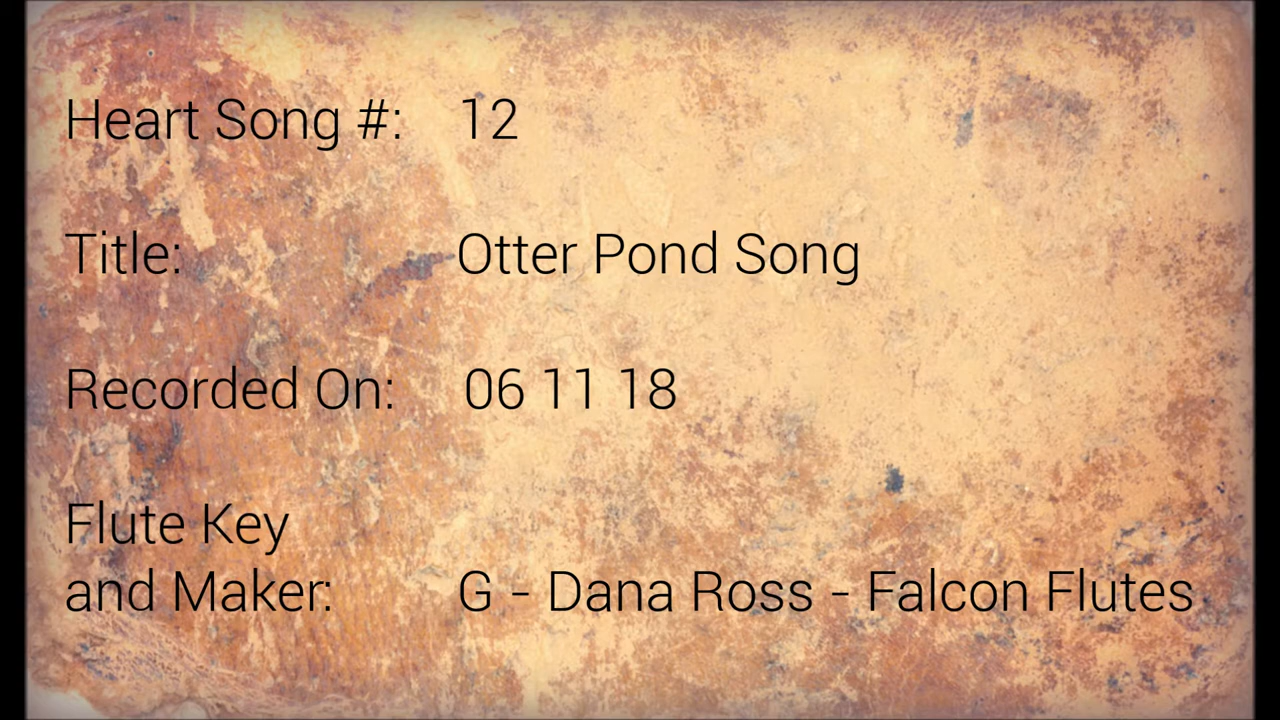 Heart Song #: 12
Title: Otter Pond Song
Recorded On: 06 11 18
Flute Key
and Maker: G - Dana Ross - Falcon Flutes